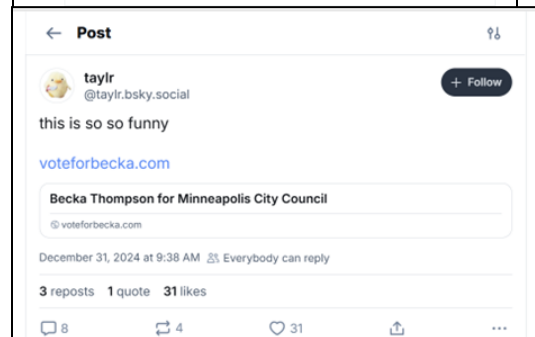 ← Post
taylr
@taylr.bsky.social
+ Follow
this is so so funny
voteforbecka.com
Becka Thompson for Minneapolis City Council
voteforbecka.com
December 31, 2024 at 9:38 AM Everybody can reply
3 reposts 1 quote 31 likes
8 4 31 ...